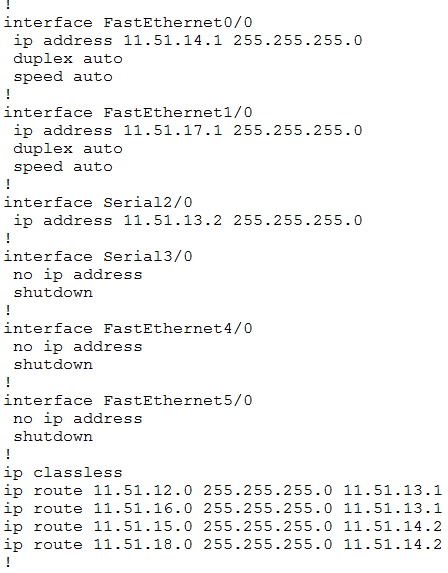 !
interface FastEthernet0/0
 ip address 11.51.14.1 255.255.255.0
 duplex auto
 speed auto
!
interface FastEthernet1/0
 ip address 11.51.17.1 255.255.255.0
 duplex auto
 speed auto
!
interface Serial2/0
 ip address 11.51.13.2 255.255.255.0
!
interface Serial3/0
 no ip address
 shutdown
!
interface FastEthernet4/0
 no ip address
 shutdown
!
interface FastEthernet5/0
 no ip address
 shutdown
!
ip classless
ip route 11.51.12.0 255.255.255.0 11.51.13.1
ip route 11.51.16.0 255.255.255.0 11.51.13.1
ip route 11.51.15.0 255.255.255.0 11.51.14.2
ip route 11.51.18.0 255.255.255.0 11.51.14.2
!